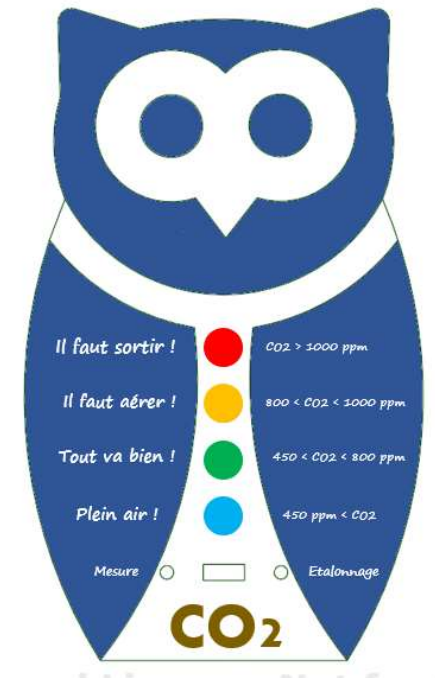 Il faut sortir ! CO2 > 1000 ppm
Il faut aérer ! 800 < CO2 < 1000 ppm
Tout va bien ! 450 < CO2 < 800 ppm
Plein air ! 450 ppm < CO2
Mesure Etalonnage
CO2